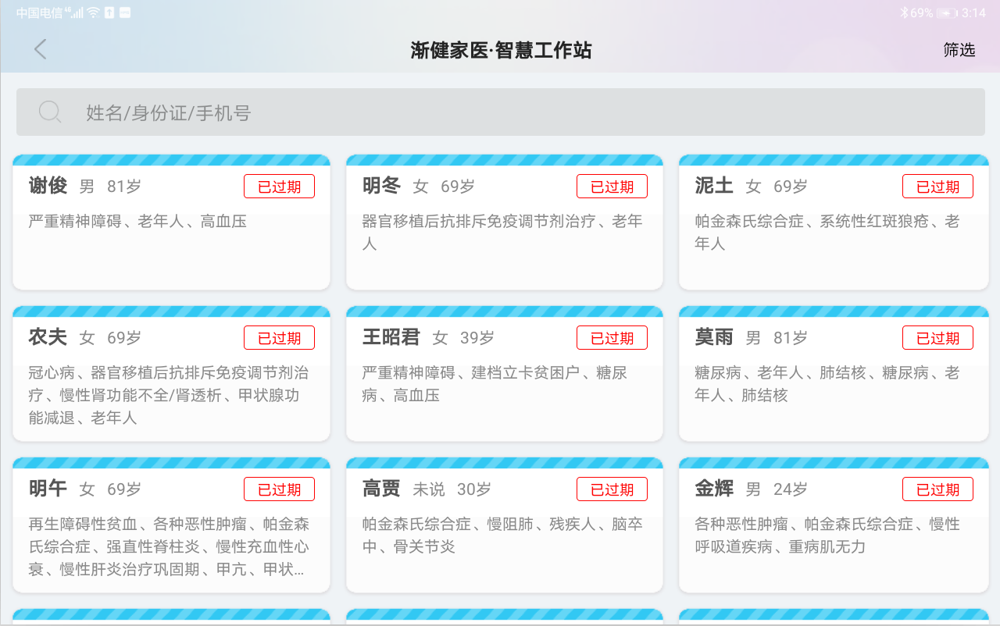 中国电信 4G 69% 3:14
渐健家医·智慧工作站 筛选
姓名/身份证/手机号
谢俊 男 81岁 已过期
严重精神障碍、老年人、高血压
明冬 女 69岁 已过期
器官移植后抗排斥免疫调节剂治疗、老年
人
泥土 女 69岁 已过期
帕金森氏综合症、系统性红斑狼疮、老
年人
农夫 女 69岁 已过期
冠心病、器官移植后抗排斥免疫调节剂治
疗、慢性肾功能不全/肾透析、甲状腺功
能减退、老年人
王昭君 女 39岁 已过期
严重精神障碍、建档立卡贫困户、糖尿
病、高血压
莫雨 男 81岁 已过期
糖尿病、老年人、肺结核、糖尿病、老
年人、肺结核
明午 女 69岁 已过期
再生障碍性贫血、各种恶性肿瘤、帕金森
氏综合症、强直性脊柱炎、慢性充血性心
衰、慢性肝炎治疗巩固期、甲亢、甲状...
高贾 未说 30岁 已过期
帕金森氏综合症、慢阻肺、残疾人、脑卒
中、骨关节炎
金辉 男 24岁 已过期
各种恶性肿瘤、帕金森氏综合症、慢性
呼吸道疾病、重病肌无力